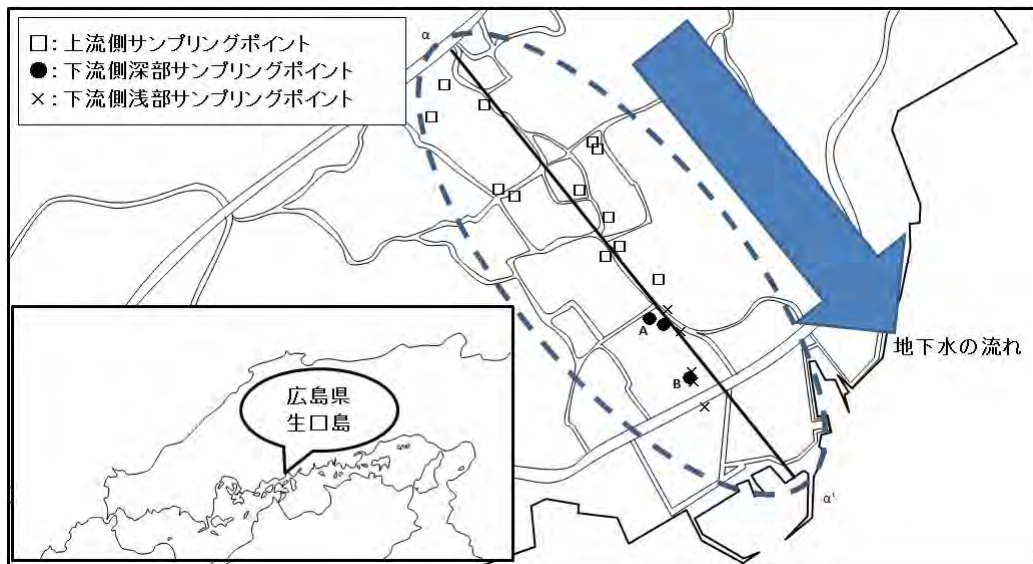 □: 上流側サンプリングポイント
●: 下流側深部サンプリングポイント
×: 下流側浅部サンプリングポイント
α
A
B
地下水の流れ
α'
広島県
生口島